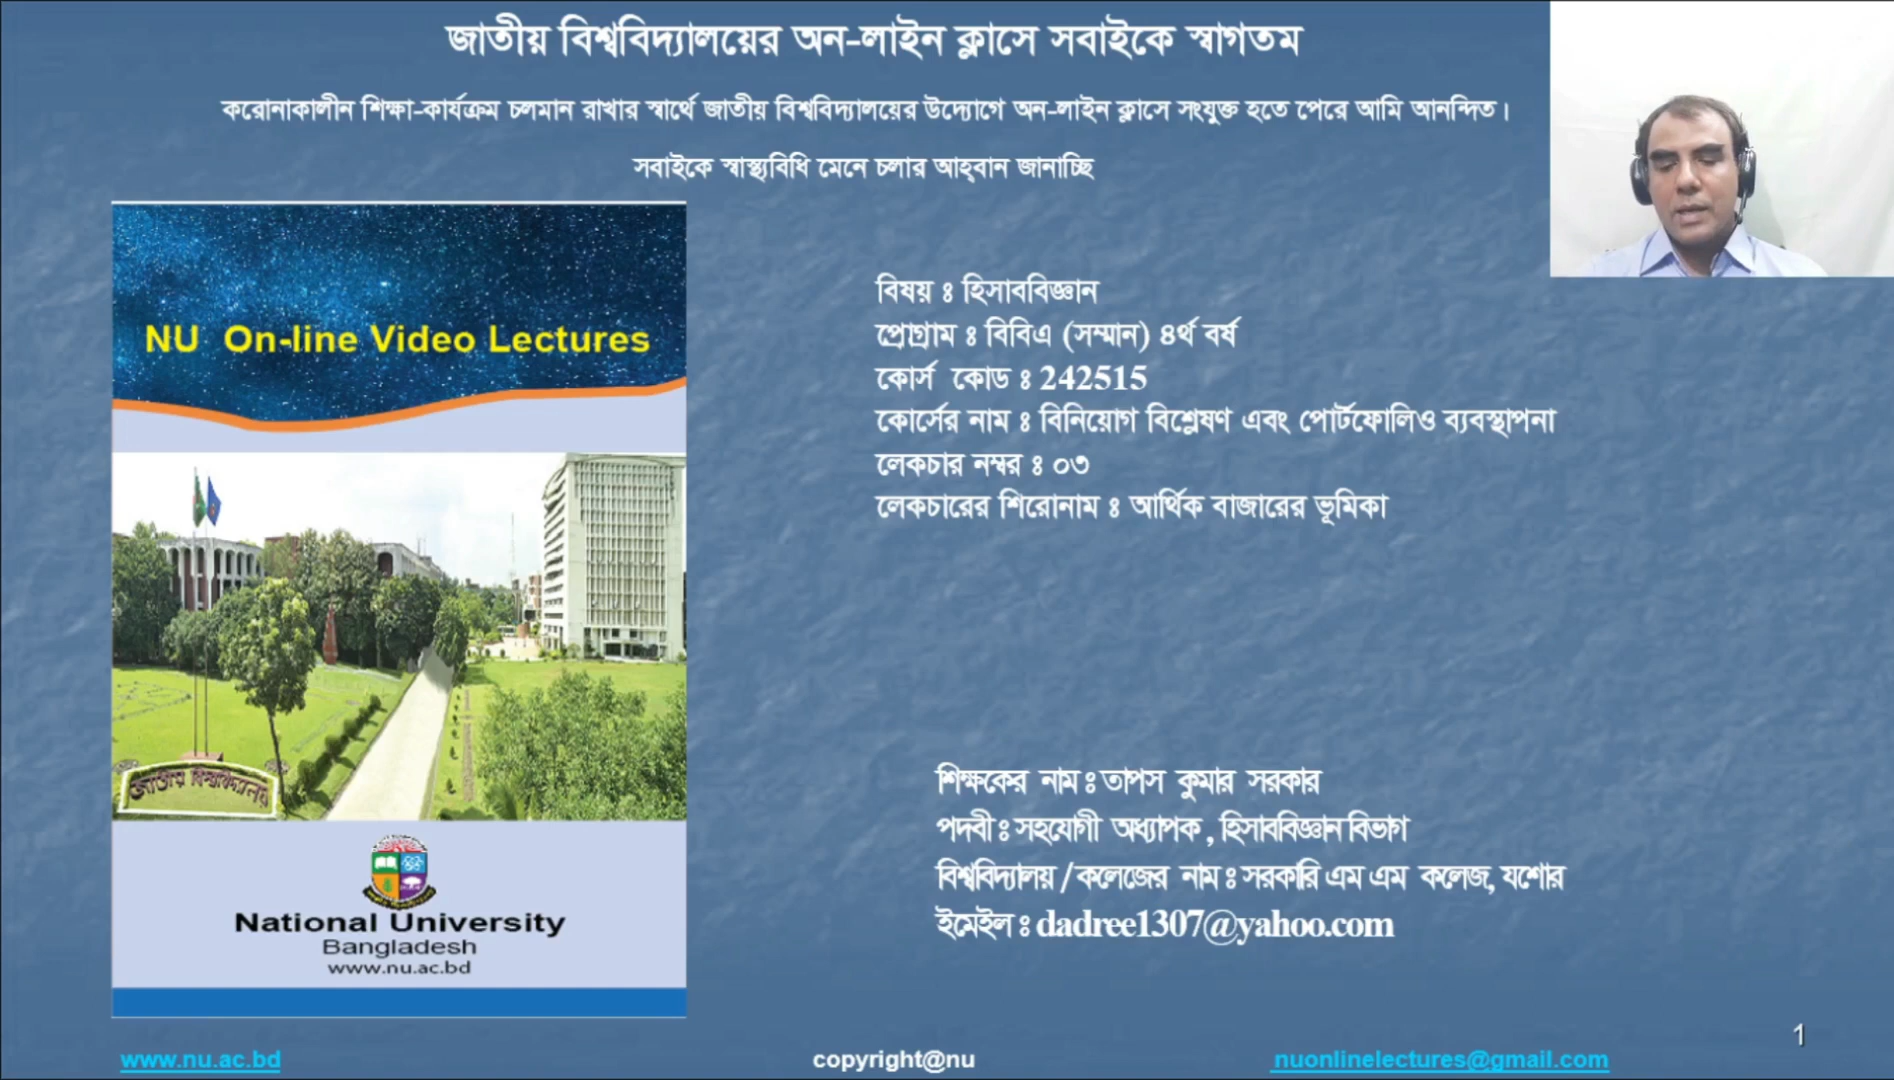 জাতীয় বিশ্ববিদ্যালয়ের অন-লাইন ক্লাসে সবাইকে স্বাগতম
করোনাকালীন শিক্ষা-কার্যক্রম চলমান রাখার স্বার্থে জাতীয় বিশ্ববিদ্যালয়ের উদ্যোগে অন-লাইন ক্লাসে সংযুক্ত হতে পেরে আমি আনন্দিত।
সবাইকে স্বাস্থ্যবিধি মেনে চলার আহ্বান জানাচ্ছি
NU On-line Video Lectures
জাতীয় বিশ্ববিদ্যালয়
National University
Bangladesh
www.nu.ac.bd
বিষয় ঃ হিসাববিজ্ঞান
প্রোগ্রাম ঃ বিবিএ (সম্মান) ৪র্থ বর্ষ
কোর্স কোড ঃ 242515
কোর্সের নাম ঃ বিনিয়োগ বিশ্লেষণ এবং পোর্টফোলিও ব্যবস্থাপনা
লেকচার নম্বর ঃ ০৩
লেকচারের শিরোনাম ঃ আর্থিক বাজারের ভূমিকা
শিক্ষকের নাম ঃ তাপস কুমার সরকার
পদবী ঃ সহযোগী অধ্যাপক , হিসাববিজ্ঞান বিভাগ
বিশ্ববিদ্যালয় / কলেজের নাম ঃ সরকারি এম এম কলেজ, যশোর
ইমেইল ঃ dadree1307@yahoo.com
1
www.nu.ac.bd
copyright@nu
nuonlinelectures@gmail.com